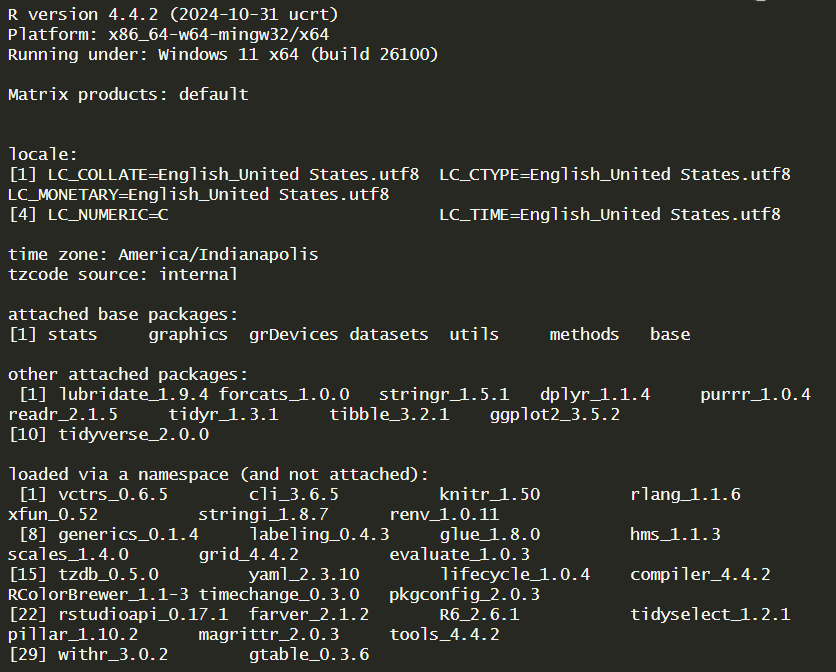 R version 4.4.2 (2024-10-31 ucrt)
Platform: x86_64-w64-mingw32/x64
Running under: Windows 11 x64 (build 26100)

Matrix products: default


locale:
[1] LC_COLLATE=English_United States.utf8  LC_CTYPE=English_United States.utf8
LC_MONETARY=English_United States.utf8
[4] LC_NUMERIC=C                           LC_TIME=English_United States.utf8

time zone: America/Indianapolis
tzcode source: internal

attached base packages:
[1] stats     graphics  grDevices datasets  utils     methods   base

other attached packages:
 [1] lubridate_1.9.4 forcats_1.0.0   stringr_1.5.1   dplyr_1.1.4     purrr_1.0.4
readr_2.1.5     tidyr_1.3.1     tibble_3.2.1    ggplot2_3.5.2
[10] tidyverse_2.0.0

loaded via a namespace (and not attached):
 [1] vctrs_0.6.5        cli_3.6.5          knitr_1.50         rlang_1.1.6
xfun_0.52          stringi_1.8.7      renv_1.0.11
 [8] generics_0.1.4     labeling_0.4.3     glue_1.8.0         hms_1.1.3
scales_1.4.0       grid_4.4.2         evaluate_1.0.3
[15] tzdb_0.5.0         yaml_2.3.10        lifecycle_1.0.4    compiler_4.4.2
RColorBrewer_1.1-3 timechange_0.3.0   pkgconfig_2.0.3
[22] rstudioapi_0.17.1  farver_2.1.2       R6_2.6.1           tidyselect_1.2.1
pillar_1.10.2      magrittr_2.0.3     tools_4.4.2
[29] withr_3.0.2        gtable_0.3.6